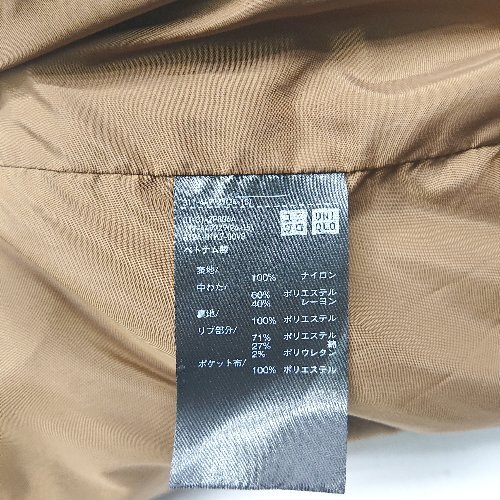 ユニ UNI
クロ QLO
ベトナム製
表地/ 100% ナイロン
中わた/ 60% ポリエステル
40% レーヨン
裏地/ 100% ポリエステル
リブ部分/ 71% ポリエステル
27% 綿
2% ポリウレタン
ポケット布/ 100% ポリエステル